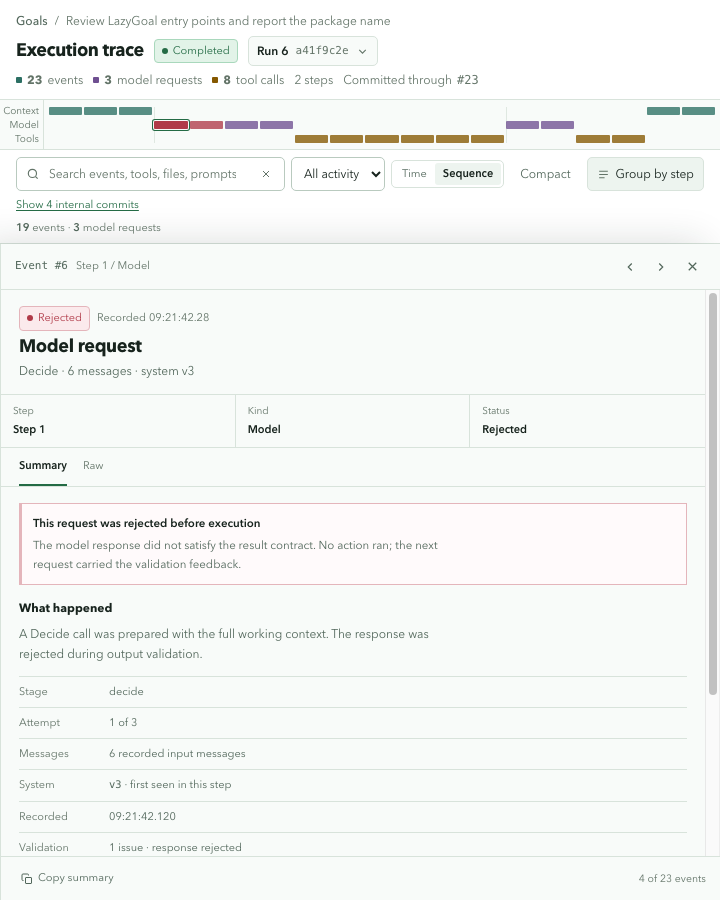 Goals / Review LazyGoal entry points and report the package name
Execution trace Completed Run 6 a41f9c2e
23 events 3 model requests 8 tool calls 2 steps Committed through #23
Context
Model
Tools
Search events, tools, files, prompts All activity Time Sequence Compact Group by step
Show 4 internal commits
19 events · 3 model requests
Event #6 Step 1 / Model
Rejected Recorded 09:21:42.28
Model request
Decide · 6 messages · system v3
Step Kind Status
Step 1 Model Rejected
Summary Raw
This request was rejected before execution
The model response did not satisfy the result contract. No action ran; the next
request carried the validation feedback.
What happened
A Decide call was prepared with the full working context. The response was
rejected during output validation.
Stage decide
Attempt 1 of 3
Messages 6 recorded input messages
System v3 · first seen in this step
Recorded 09:21:42.120
Validation 1 issue · response rejected
Copy summary 4 of 23 events